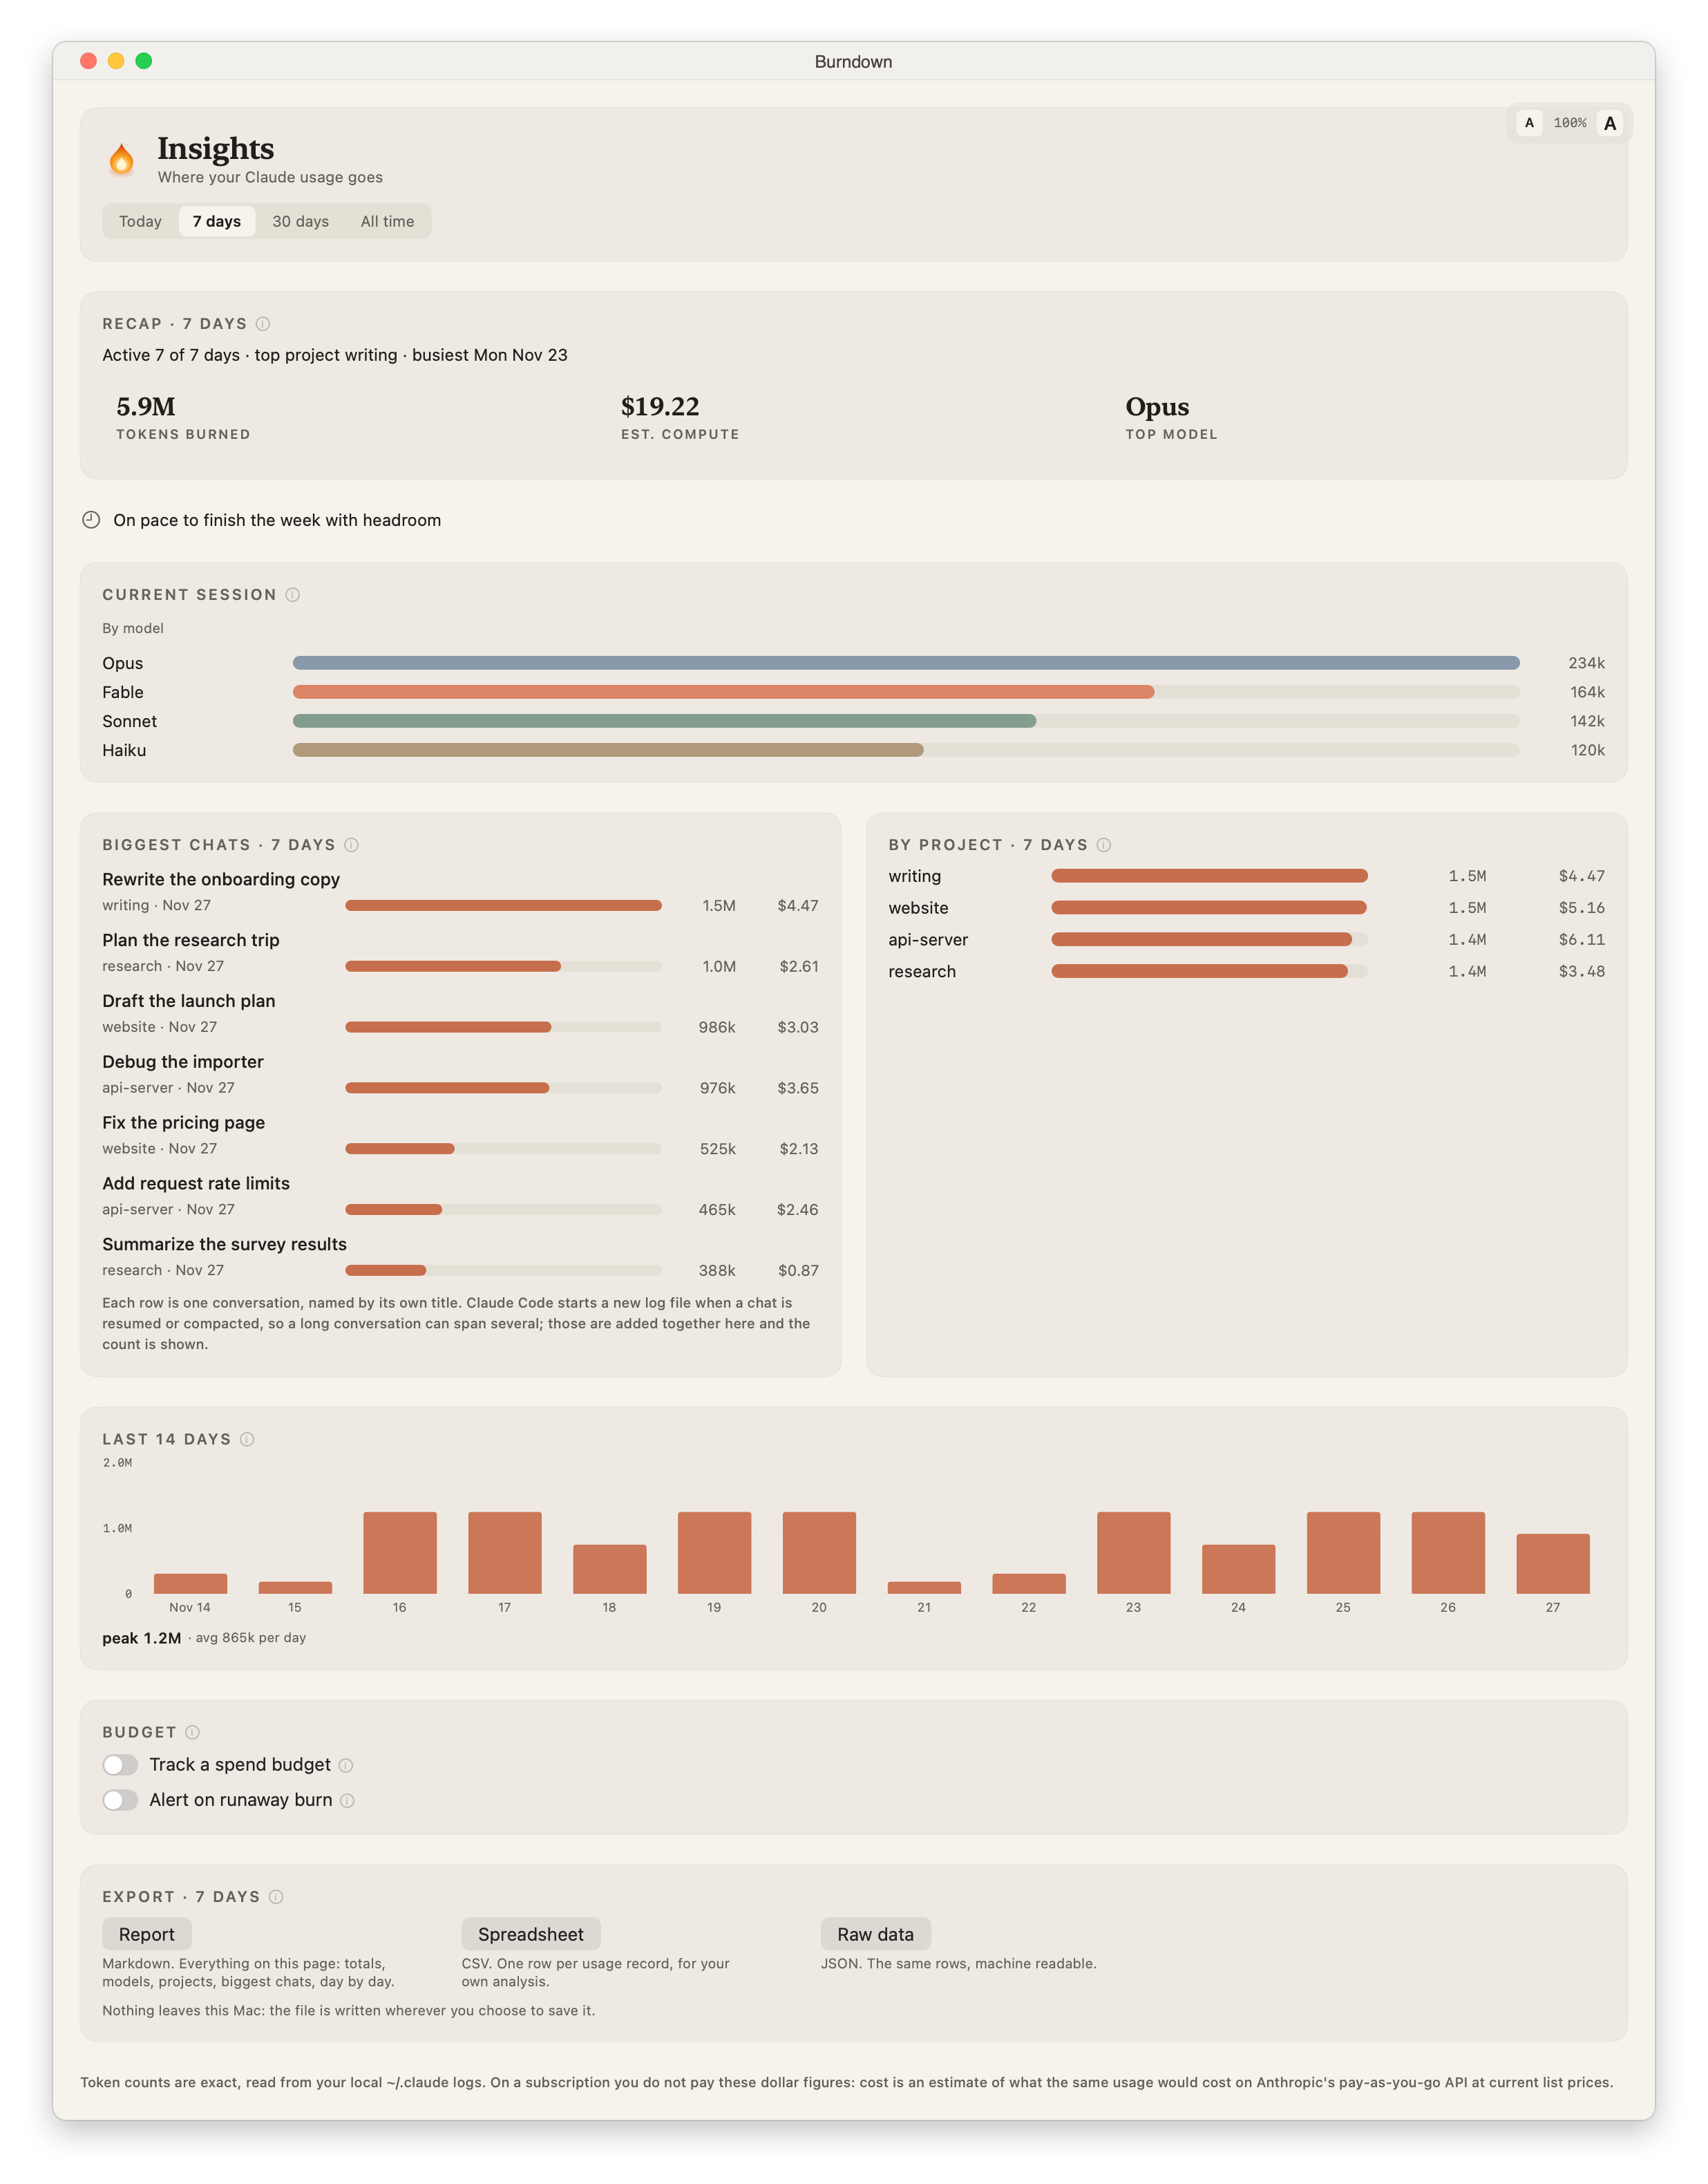 Burndown
A 100% A
Insights
Where your Claude usage goes
Today 7 days 30 days All time
RECAP · 7 DAYS
Active 7 of 7 days · top project writing · busiest Mon Nov 23
5.9M $19.22 Opus
TOKENS BURNED EST. COMPUTE TOP MODEL
On pace to finish the week with headroom
CURRENT SESSION
By model
Opus 234k
Fable 164k
Sonnet 142k
Haiku 120k
BIGGEST CHATS · 7 DAYS
Rewrite the onboarding copy
writing · Nov 27 1.5M $4.47
Plan the research trip
research · Nov 27 1.0M $2.61
Draft the launch plan
website · Nov 27 986k $3.03
Debug the importer
api-server · Nov 27 976k $3.65
Fix the pricing page
website · Nov 27 525k $2.13
Add request rate limits
api-server · Nov 27 465k $2.46
Summarize the survey results
research · Nov 27 388k $0.87
Each row is one conversation, named by its own title. Claude Code starts a new log file when a chat is
resumed or compacted, so a long conversation can span several; those are added together here and the
count is shown.
BY PROJECT · 7 DAYS
writing 1.5M $4.47
website 1.5M $5.16
api-server 1.4M $6.11
research 1.4M $3.48
LAST 14 DAYS
2.0M
1.0M
0
Nov 14 15 16 17 18 19 20 21 22 23 24 25 26 27
peak 1.2M · avg 865k per day
BUDGET
Track a spend budget
Alert on runaway burn
EXPORT · 7 DAYS
Report Spreadsheet Raw data
Markdown. Everything on this page: totals,
models, projects, biggest chats, day by day.
CSV. One row per usage record, for your
own analysis.
JSON. The same rows, machine readable.
Nothing leaves this Mac: the file is written wherever you choose to save it.
Token counts are exact, read from your local ~/.claude logs. On a subscription you do not pay these dollar figures: cost is an estimate of what the same usage would cost on Anthropic's pay-as-you-go API at current list prices.